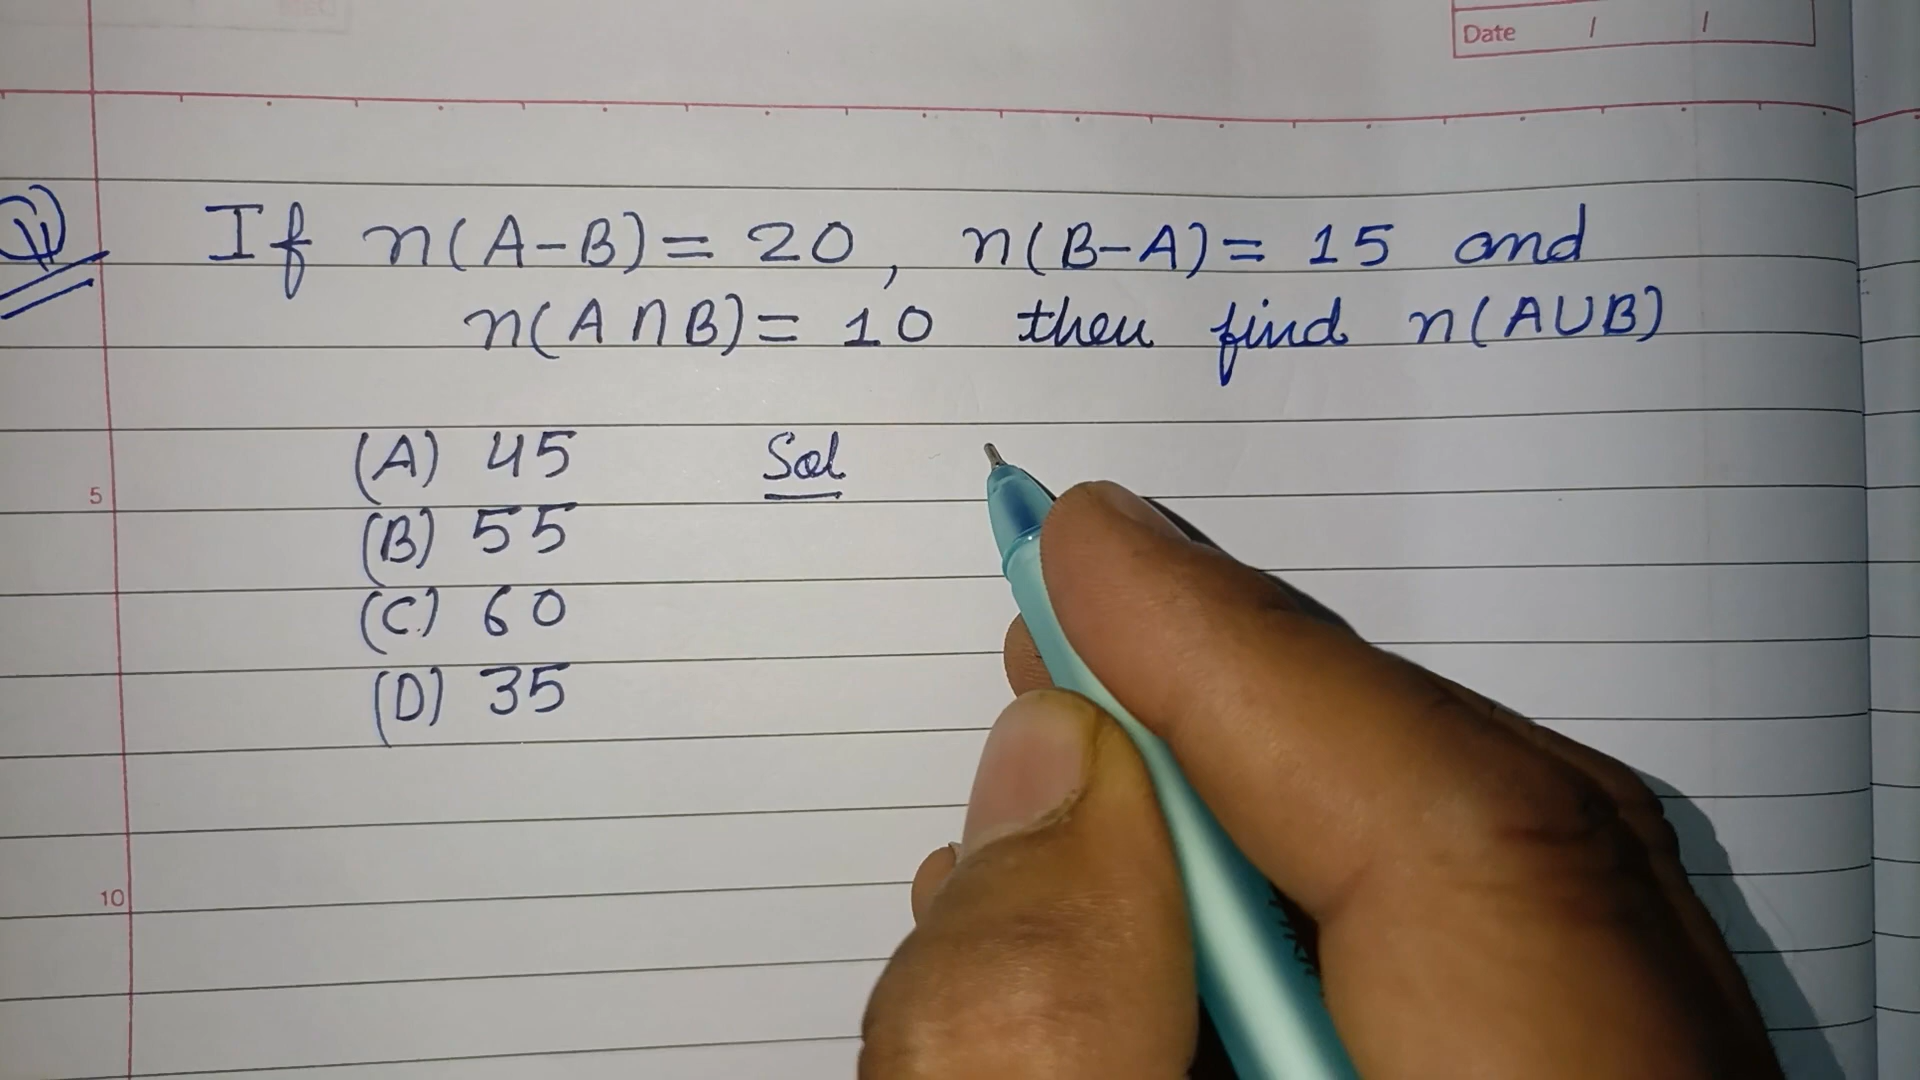 Date / /
Q If n(A-B)= 20, n(B-A)= 15 and
n(A∩B)= 10 then find n(A∪B)
(A) 45 Sol
5
(B) 55
(C) 60
(D) 35
10